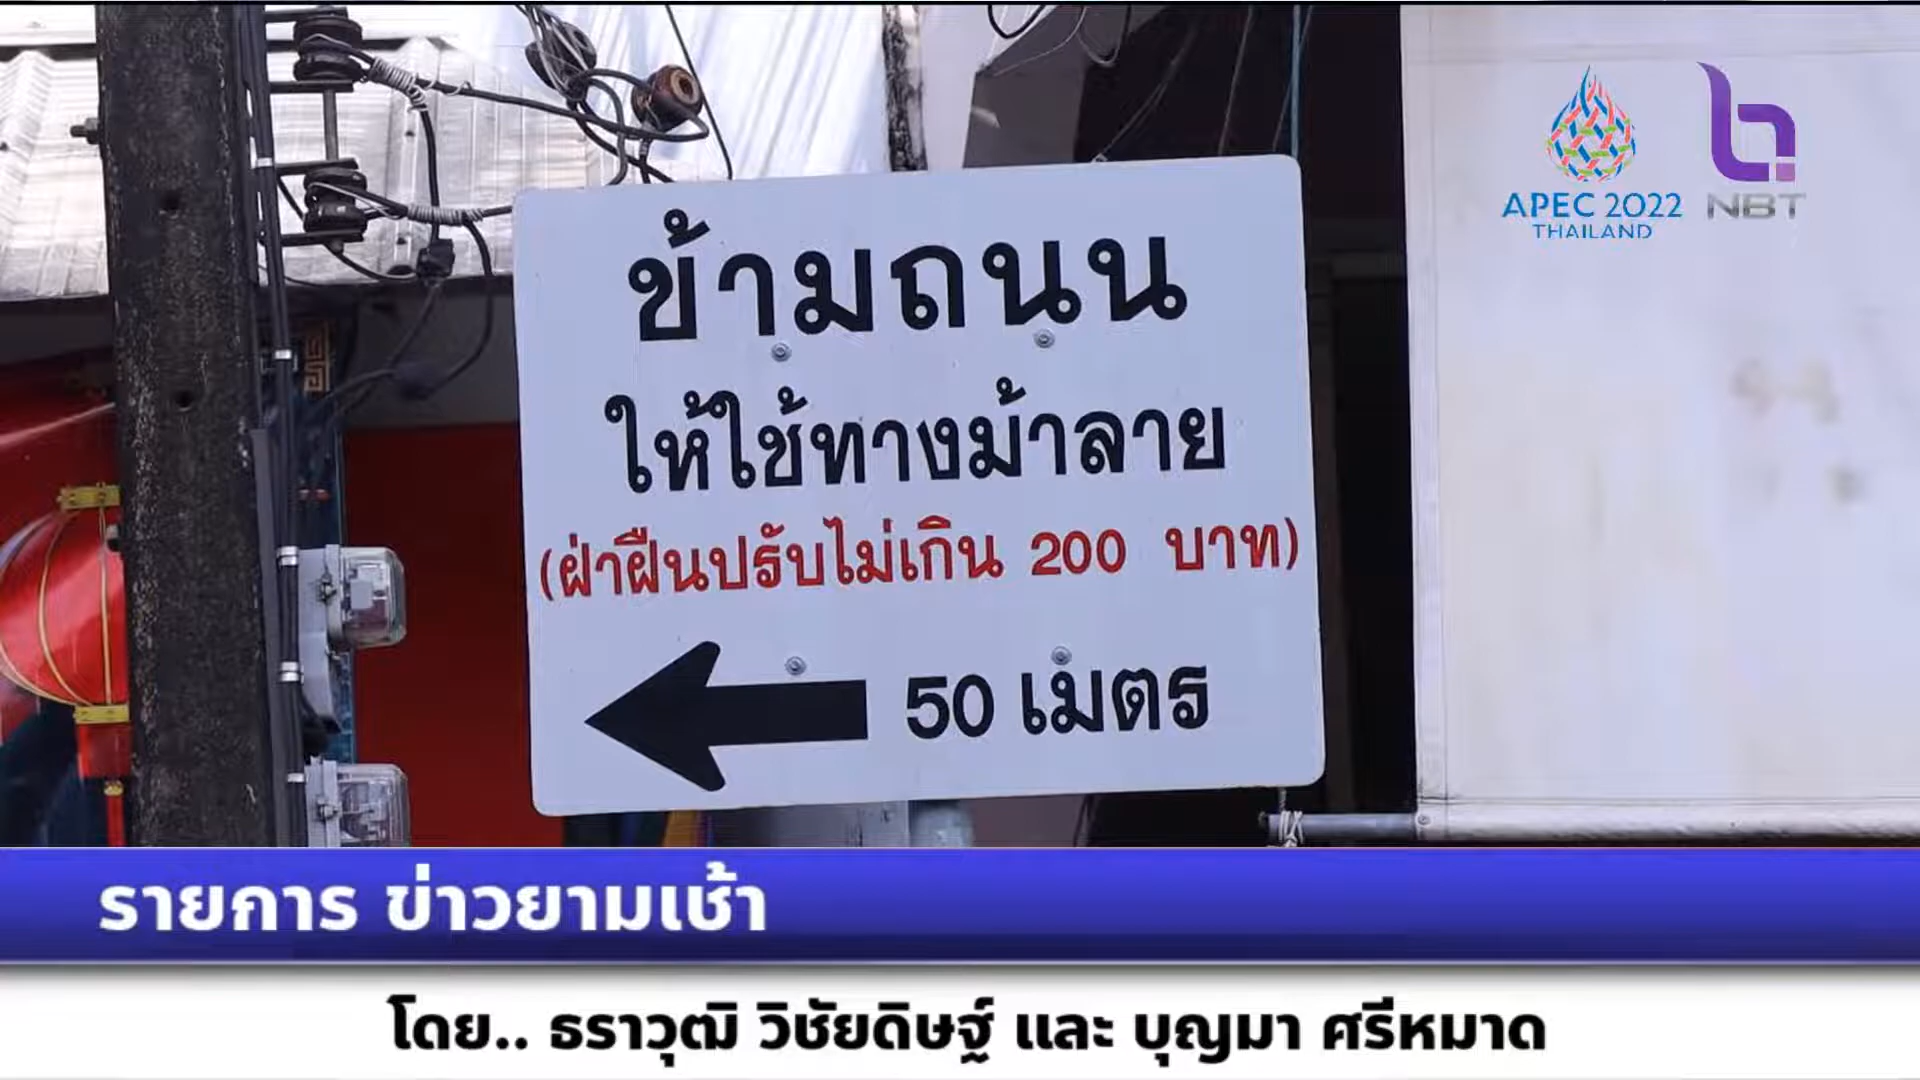 ข้ามถนน
ให้ใช้ทางม้าลาย
(ฝ่าฝืนปรับไม่เกิน 200 บาท)
50 เมตร
APEC 2022
THAILAND
NBT
รายการ ข่าวยามเช้า
โดย.. ธราวุฒิ วิชัยดิษฐ์ และ บุญมา ศรีหมาด